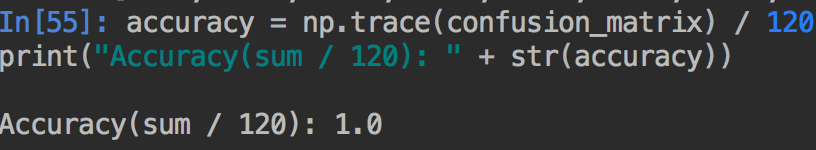 In[55]: accuracy = np.trace(confusion_matrix) / 120
print("Accuracy(sum / 120): " + str(accuracy))
Accuracy(sum / 120): 1.0